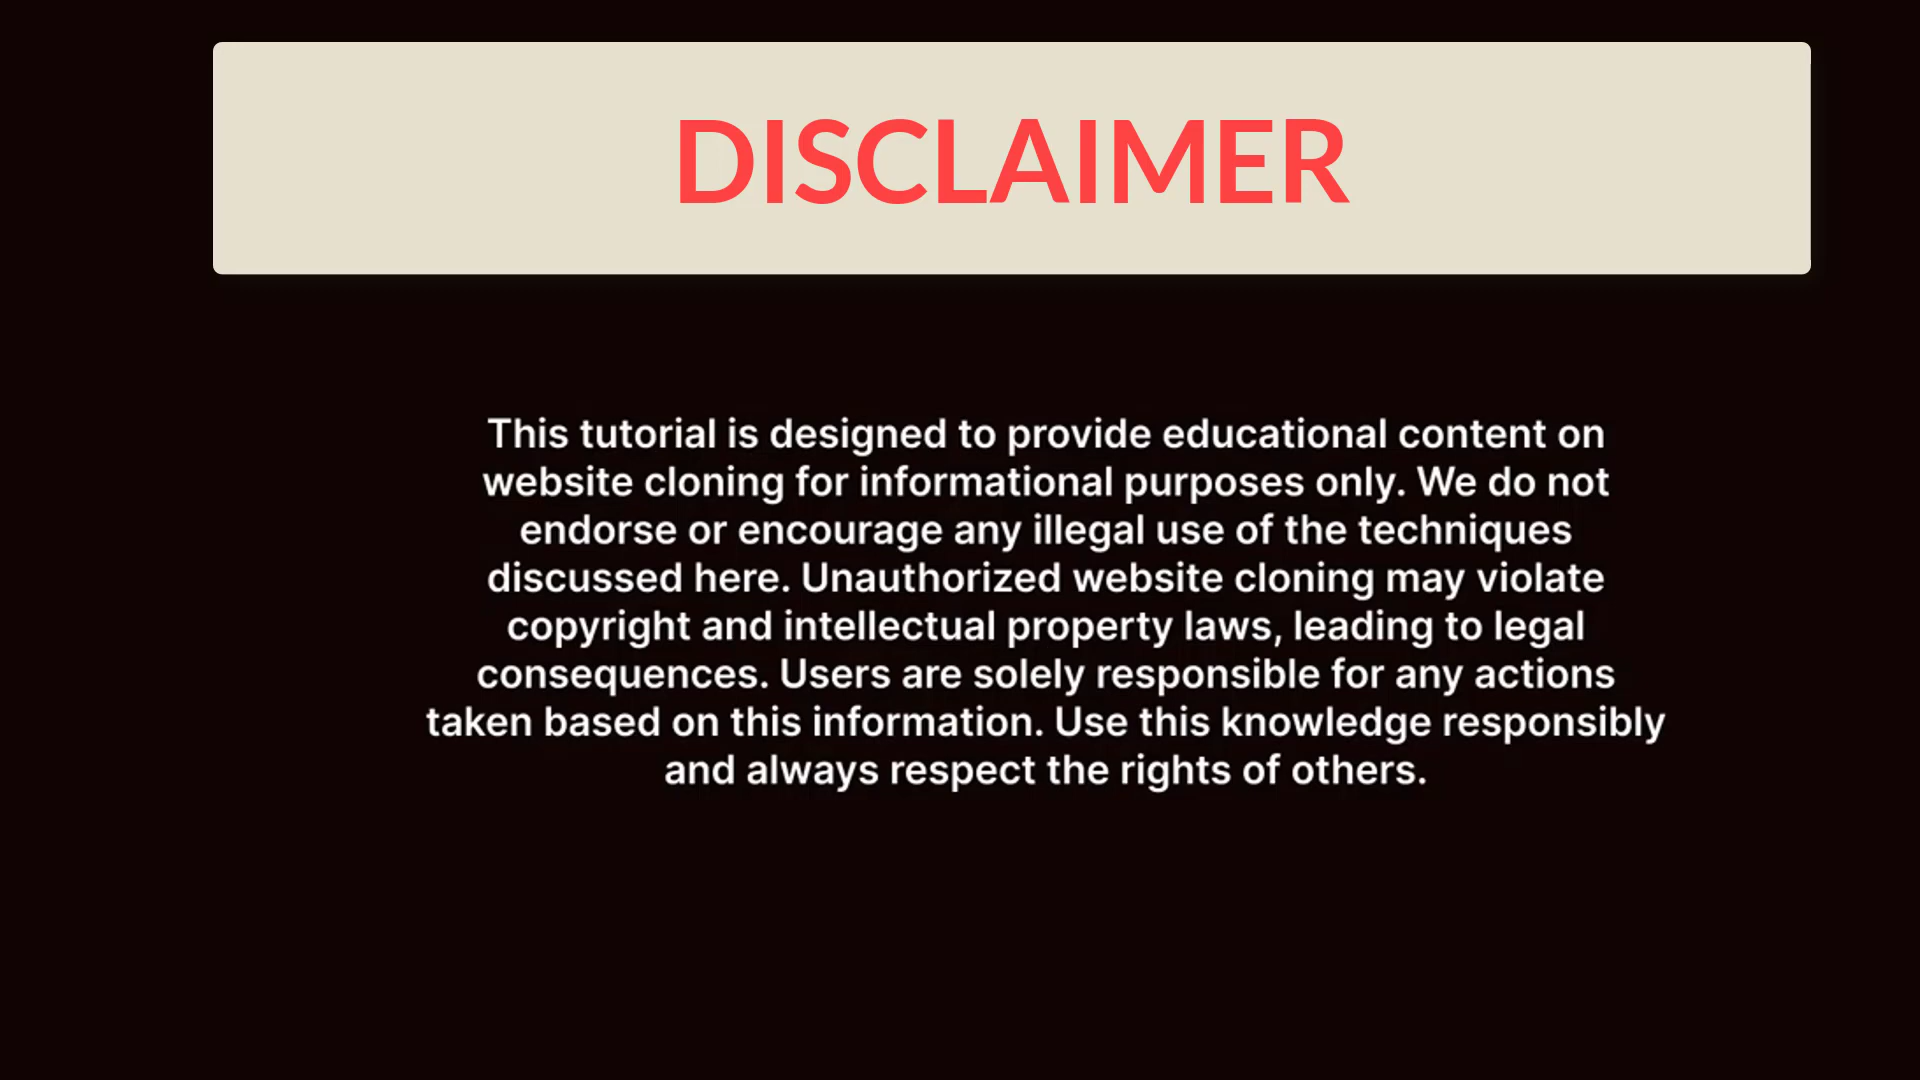 DISCLAIMER
This tutorial is designed to provide educational content on
website cloning for informational purposes only. We do not
endorse or encourage any illegal use of the techniques
discussed here. Unauthorized website cloning may violate
copyright and intellectual property laws, leading to legal
consequences. Users are solely responsible for any actions
taken based on this information. Use this knowledge responsibly
and always respect the rights of others.